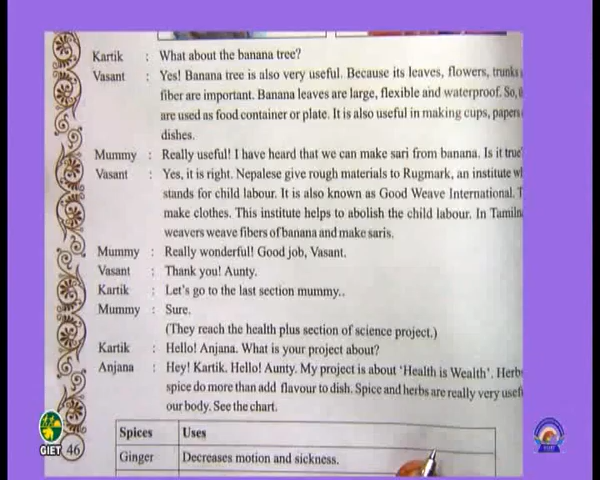 Kartik : What about the banana tree?
Vasant : Yes! Banana tree is also very useful. Because its leaves, flowers, trunks
fiber are important. Banana leaves are large, flexible and waterproof. So,
are used as food container or plate. It is also useful in making cups, papers
dishes.
Mummy : Really useful! I have heard that we can make sari from banana. Is it true
Vasant : Yes, it is right. Nepalese give rough materials to Rugmark, an institute
stands for child labour. It is also known as Good Weave International.
make clothes. This institute helps to abolish the child labour. In
weavers weave fibers of banana and make saris.
Mummy : Really wonderful! Good job, Vasant.
Vasant : Thank you! Aunty.
Kartik : Let's go to the last section mummy..
Mummy : Sure.
(They reach the health plus section of science project.)
Kartik : Hello! Anjana. What is your project about?
Anjana : Hey! Kartik. Hello! Aunty. My project is about 'Health is Wealth'.
spice do more than add flavour to dish. Spice and herbs are really very
our body. See the chart.
Spices Uses
Ginger Decreases motion and sickness.
46
GIET